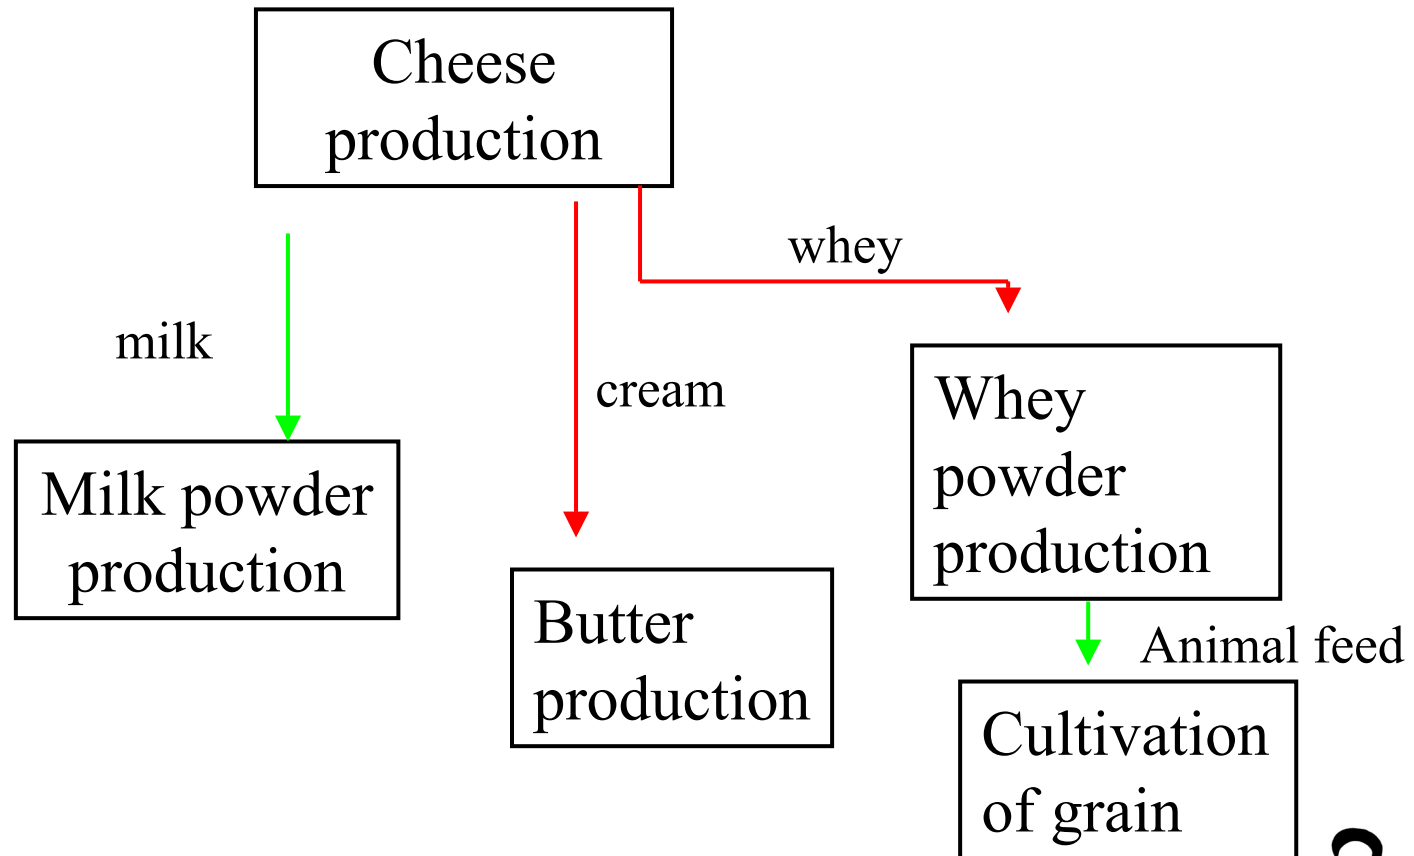 Cheese
production
whey
milk
cream
Whey
powder
production
Milk powder
production
Butter
production
Animal feed
Cultivation
of grain